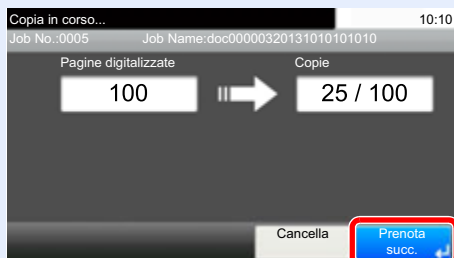 Copia in corso... 10:10
Job No.:0005 Job Name:doc00000320131010101010
Pagine digitalizzate Copie
100 25 / 100
Cancella Prenota
succ.